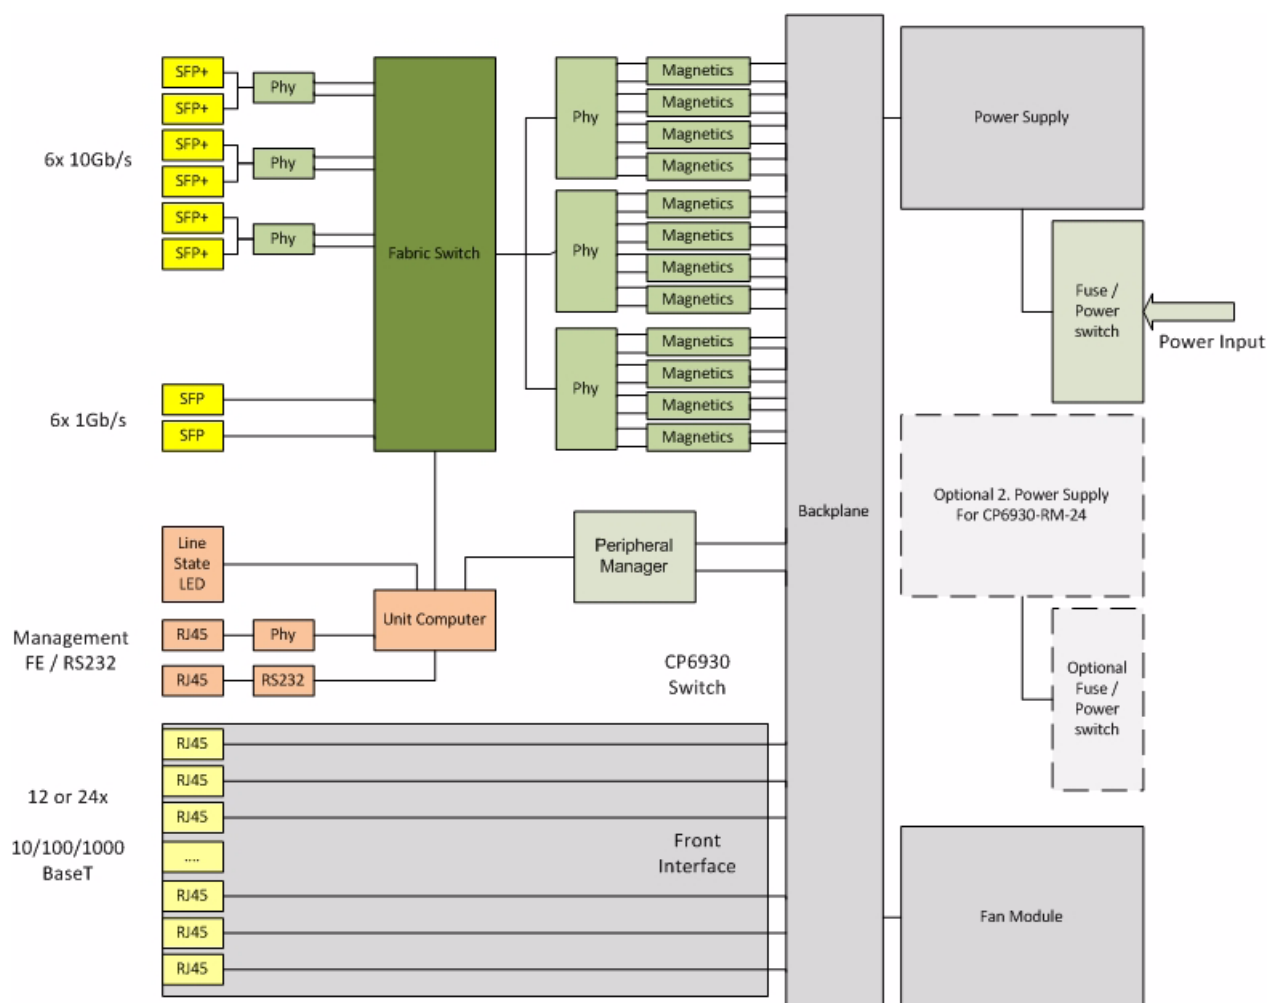 SFP+
SFP+
Phy
6x 10Gb/s
SFP+
SFP+
Phy
SFP+
SFP+
Phy
6x 1Gb/s
SFP
SFP
Fabric Switch
Phy
Magnetics
Magnetics
Magnetics
Magnetics
Phy
Magnetics
Magnetics
Magnetics
Magnetics
Phy
Magnetics
Magnetics
Magnetics
Magnetics
Backplane
Power Supply
Fuse /
Power
switch
Power Input
Optional 2. Power Supply
For CP6930-RM-24
Optional
Fuse /
Power
switch
Line
State
LED
Peripheral
Manager
Unit Computer
Management
FE / RS232
RJ45
Phy
RJ45
RS232
CP6930
Switch
12 or 24x
10/100/1000
BaseT
RJ45
RJ45
RJ45
....
RJ45
RJ45
RJ45
Front
Interface
Fan Module